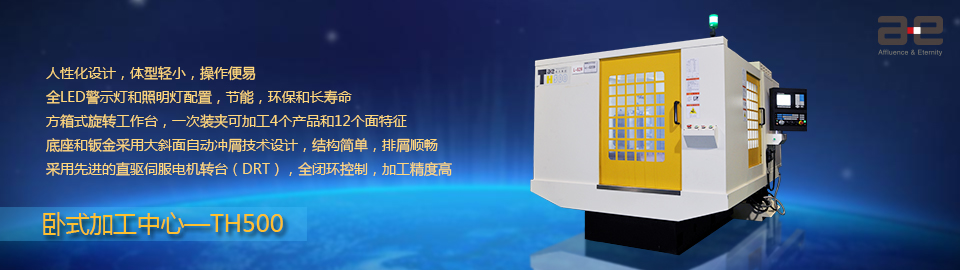 ae
Affluence & Eternity
人性化设计，体型轻小，操作便易
全LED警示灯和照明灯配置，节能，环保和长寿命
方箱式旋转工作台，一次装夹可加工4个产品和12个面特征
底座和钣金采用大斜面自动冲屑技术设计，结构简单，排屑顺畅
采用先进的直驱伺服电机转台（DRT），全闭环控制，加工精度高
卧式加工中心—TH500